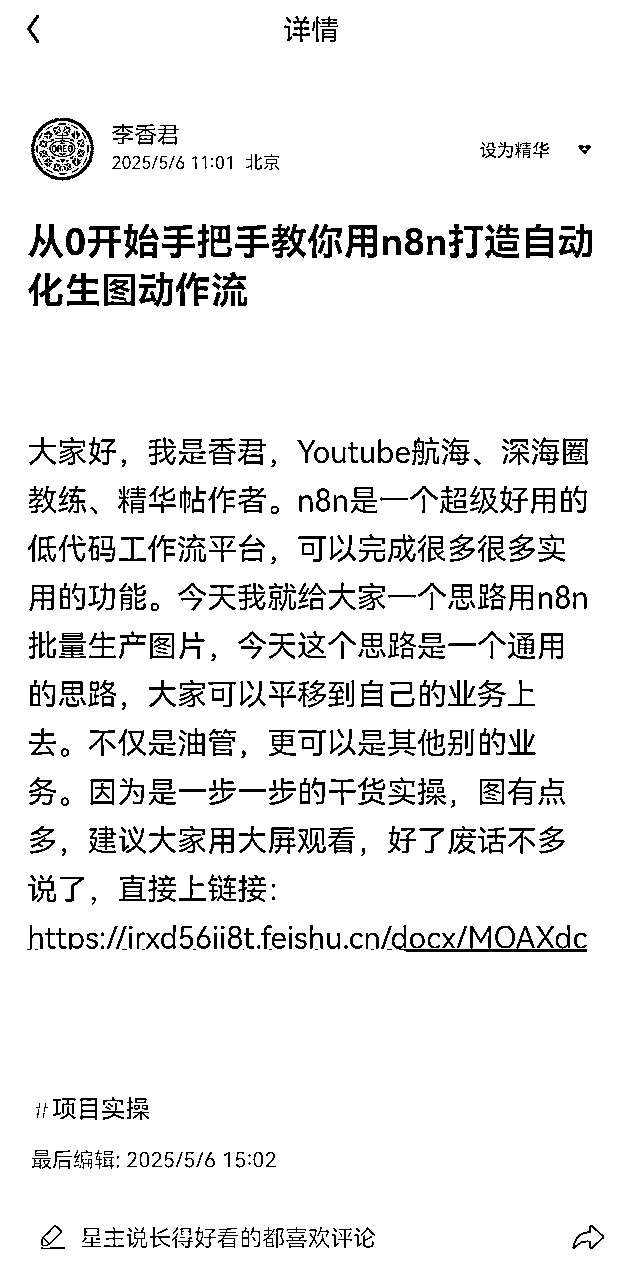 详情
李香君
2025/5/6 11:01 北京
设为精华
从0开始手把手教你用n8n打造自动
化生图动作流
大家好，我是香君，Youtube航海、深海圈
教练、精华帖作者。n8n是一个超级好用的
低代码工作流平台，可以完成很多很多实
用的功能。今天我就给大家一个思路用n8n
批量生产图片，今天这个思路是一个通用
的思路，大家可以平移到自己的业务上
去。不仅是油管，更可以是其他别的业
务。因为是一步一步的干货实操，图有点
多，建议大家用大屏观看，好了废话不多
说了，直接上链接：
https://irxd56ii8t.feishu.cn/docx/MOAXdc
#项目实操
最后编辑: 2025/5/6 15:02
星主说长得好看的都喜欢评论